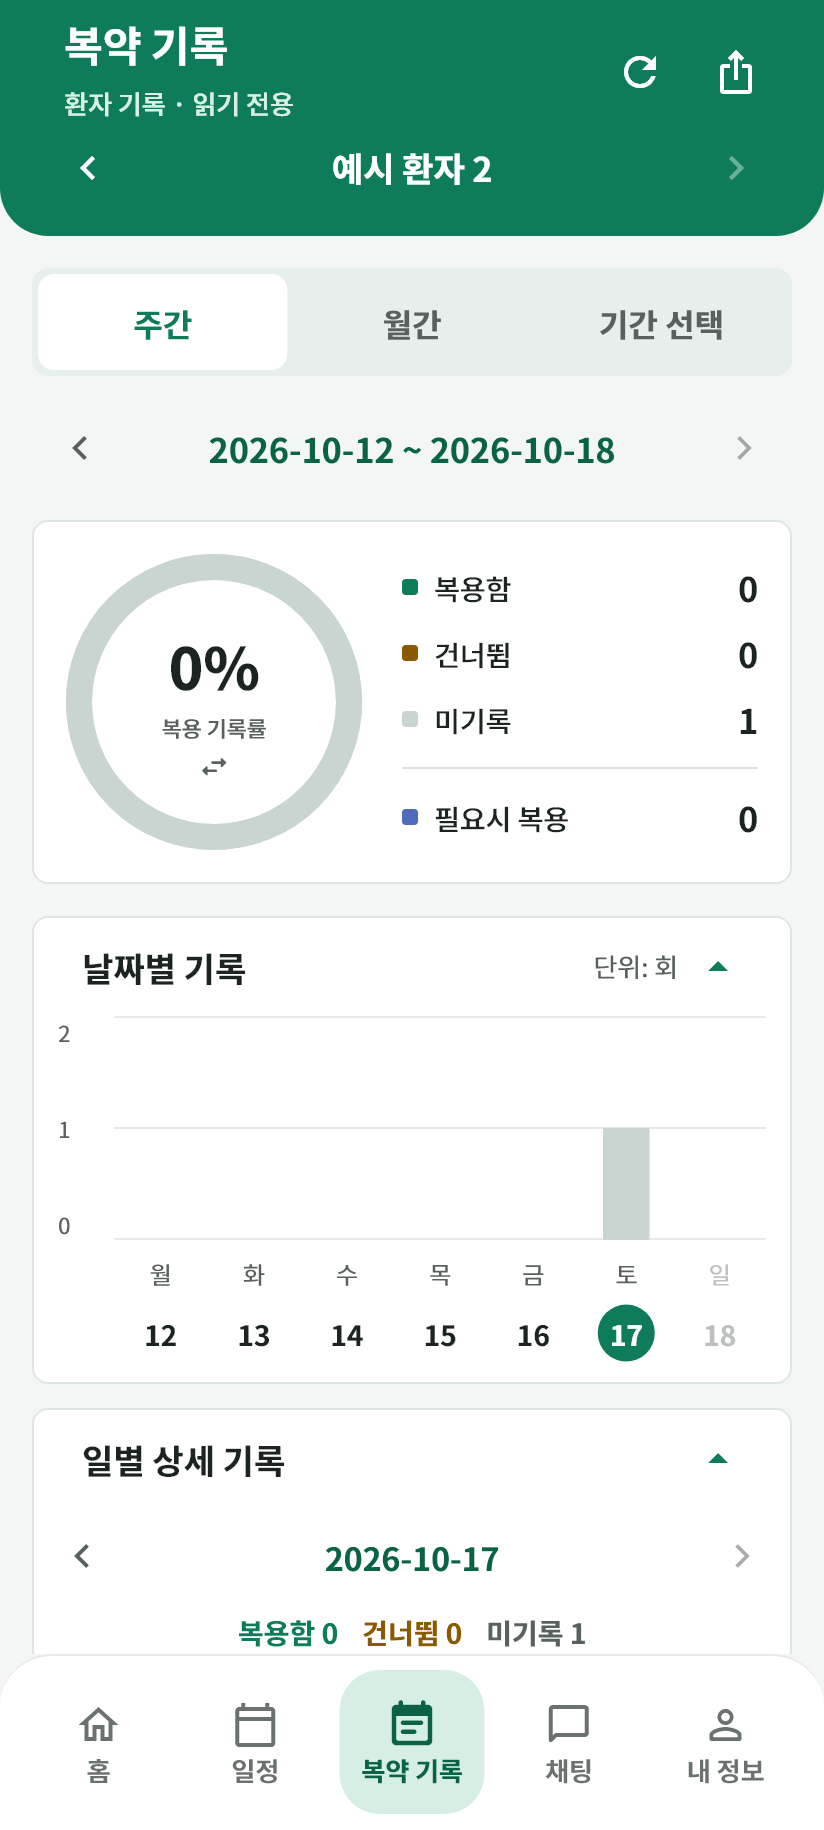 복약 기록
환자 기록 · 읽기 전용
예시 환자 2
주간 월간 기간 선택
2026-10-12 ~ 2026-10-18
0%
복용 기록률
복용함 0
건너뜀 0
미기록 1
필요시 복용 0
날짜별 기록 단위: 회
2
1
0
월 화 수 목 금 토 일
12 13 14 15 16 17 18
일별 상세 기록
2026-10-17
복용함 0 건너뜀 0 미기록 1
홈 일정 복약 기록 채팅 내 정보